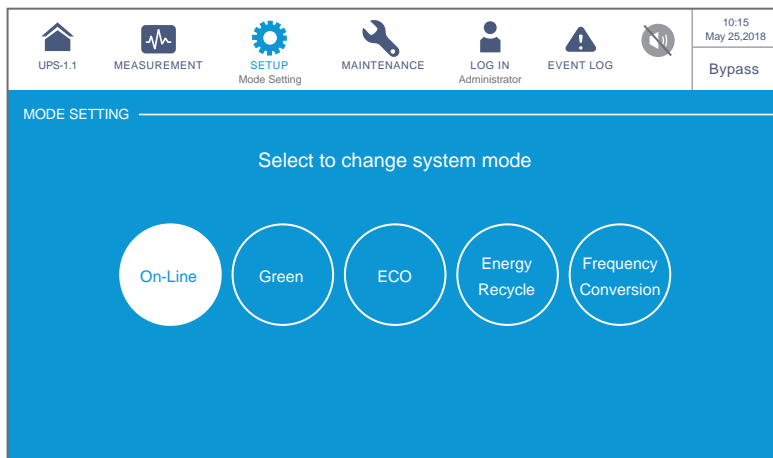 10:15
May 25,2018
UPS-1.1
MEASUREMENT
SETUP
MAINTENANCE
LOG IN
EVENT LOG
Mode Setting
Administrator
Bypass
MODE SETTING
Select to change system mode
On-Line
Green
ECO
Energy
Recycle
Frequency
Conversion